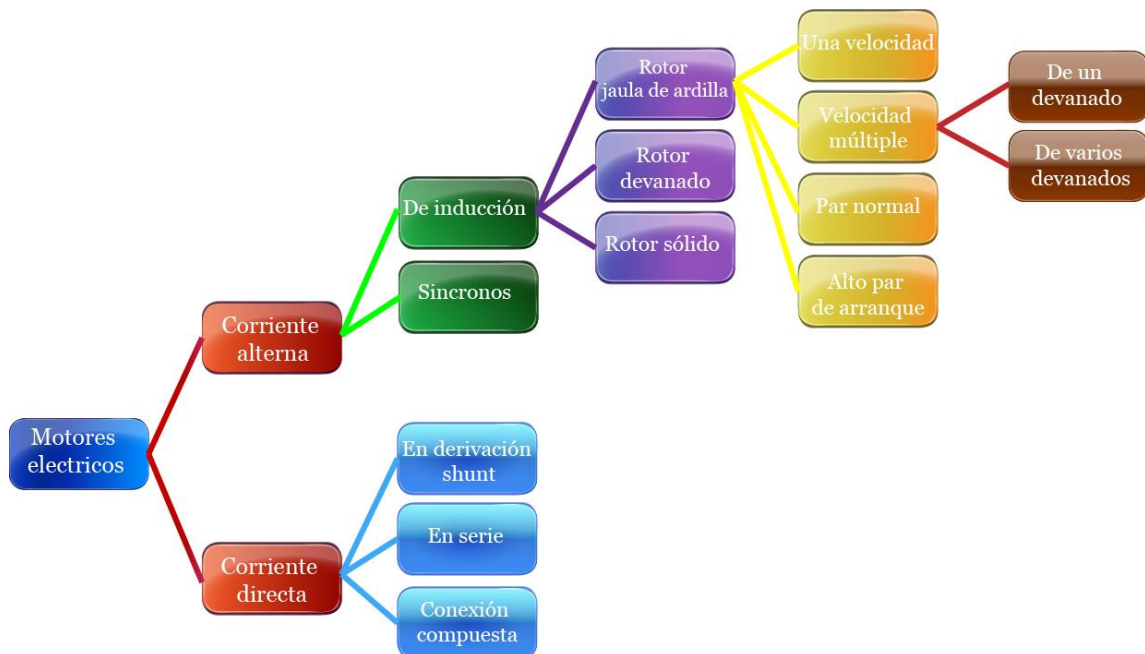 Motores
electricos
Corriente
alterna
De inducción
Rotor
jaula de ardilla
Una velocidad
Velocidad
múltiple
De un
devanado
De varios
devanados
Par normal
Alto par
de arranque
Rotor
devanado
Rotor sólido
Sincronos
Corriente
directa
En derivación
shunt
En serie
Conexión
compuesta